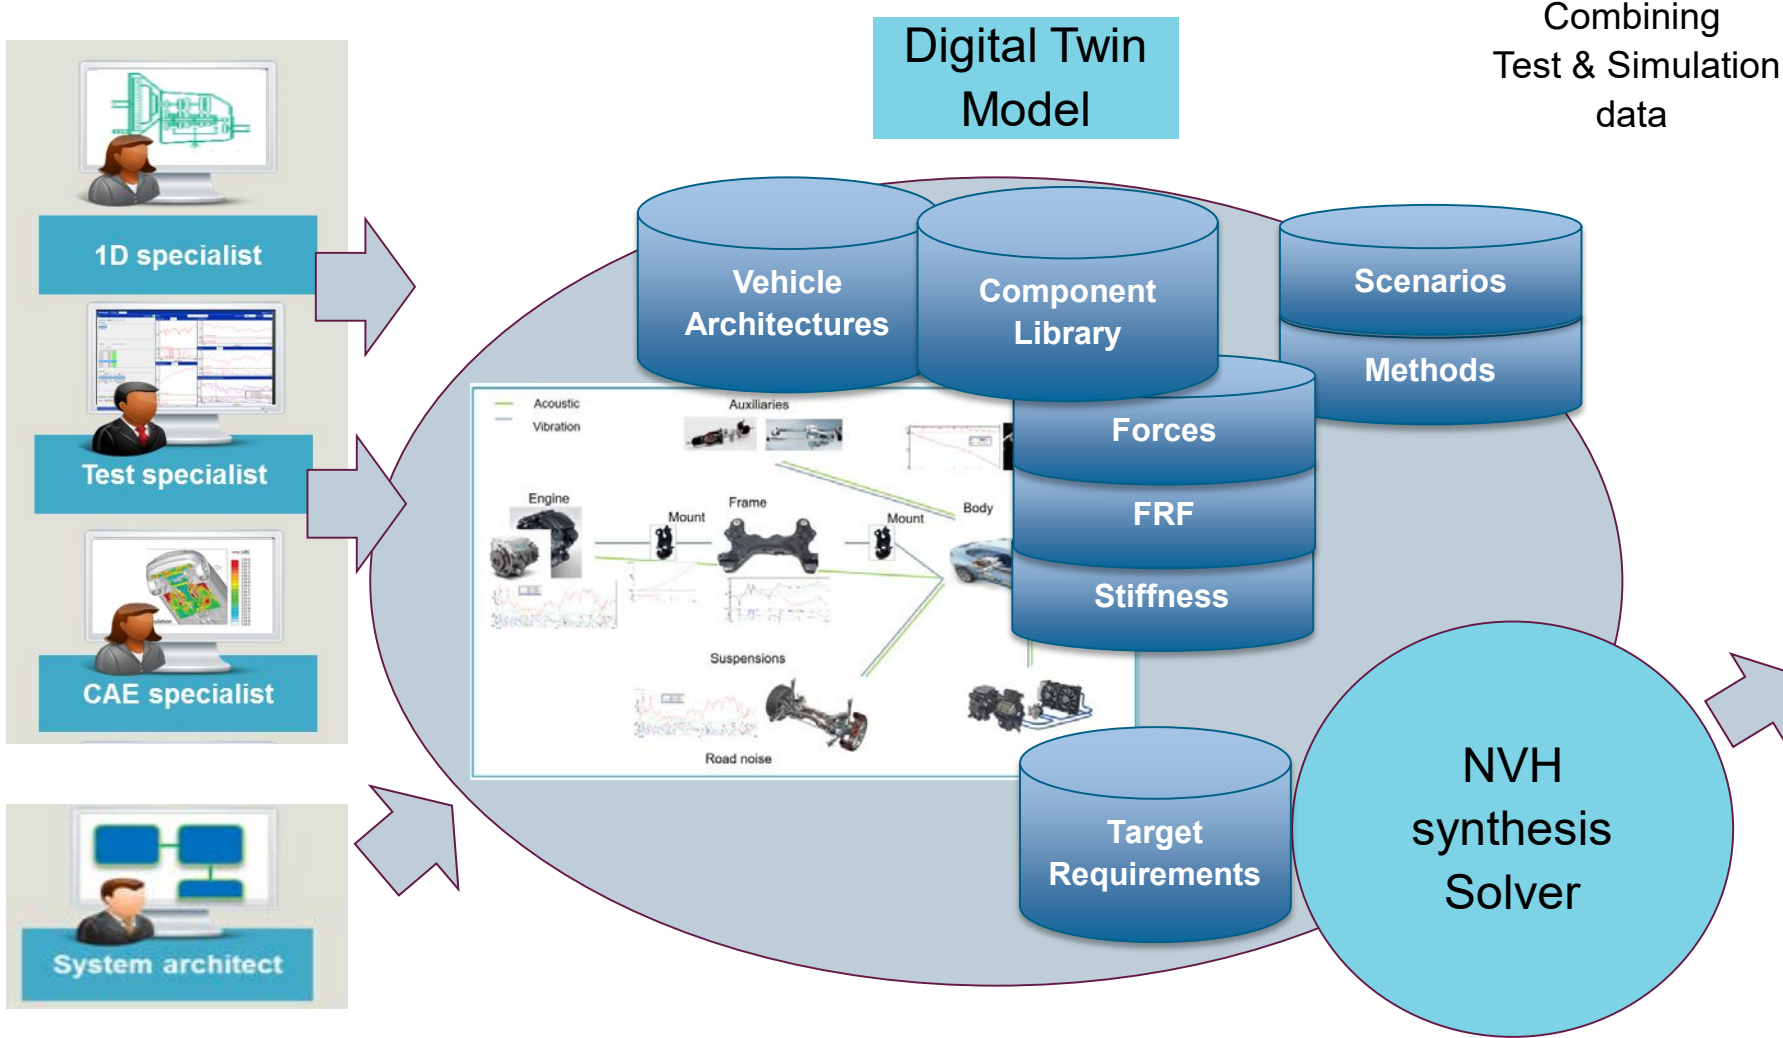 Digital Twin
Model
Combining
Test & Simulation
data
1D specialist
Test specialist
CAE specialist
System architect
Vehicle
Architectures
Component
Library
Scenarios
Methods
Forces
FRF
Stiffness
Acoustic
Vibration
Auxiliaries
Engine
Mount
Frame
Mount
Body
Suspensions
Road noise
Target
Requirements
NVH
synthesis
Solver